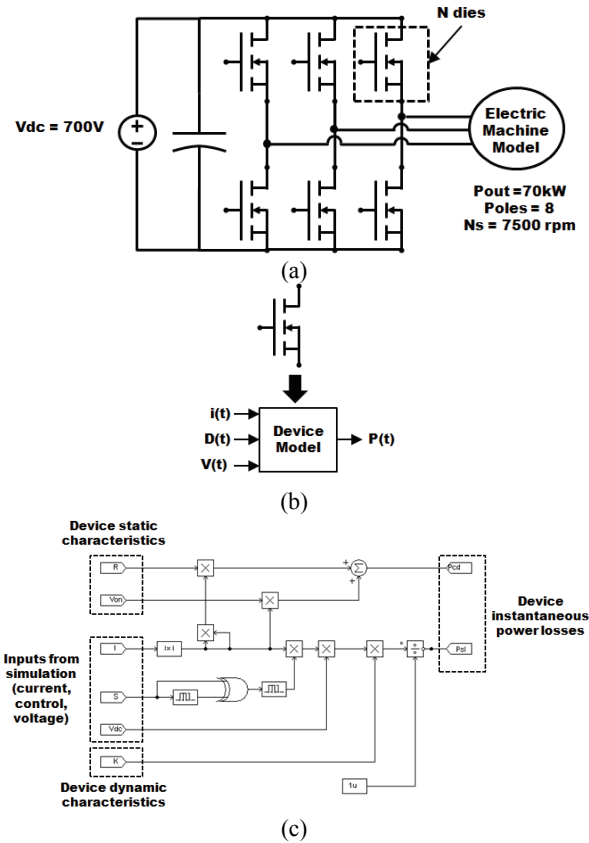 N dies
Vdc = 700V
Electric
Machine
Model
Pout =70kW
Poles = 8
Ns = 7500 rpm
(a)
i(t)
D(t)
V(t)
Device
Model
P(t)
(b)
Device static
characteristics
R
Von
Pcd
Device
instantaneous
power losses
Inputs from
simulation
(current,
control,
voltage)
I
|x|
S
Vdc
K
Psl
1u
Device dynamic
characteristics
(c)